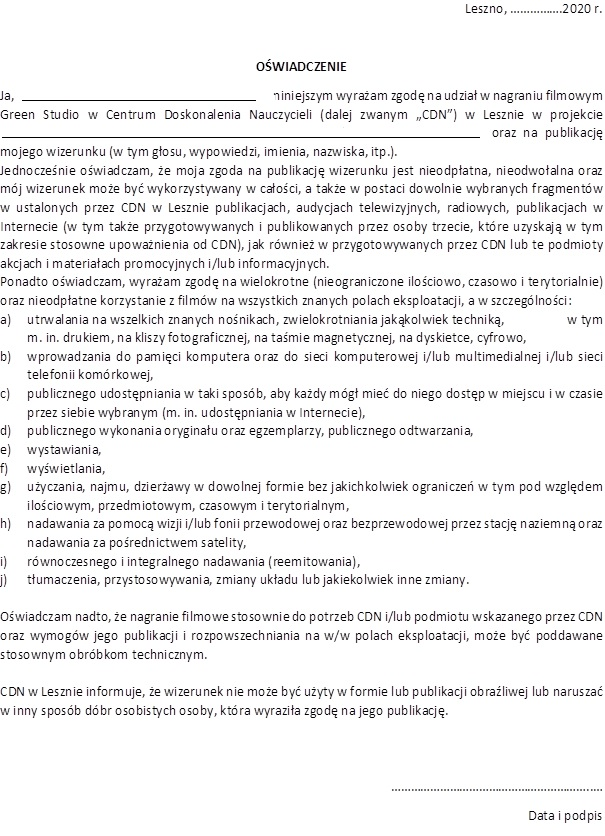 Leszno, ................2020 r.
OŚWIADCZENIE
Ja, ______________________________________ niniejszym wyrażam zgodę na udział w nagraniu filmowym
Green Studio w Centrum Doskonalenia Nauczycieli (dalej zwanym „CDN”) w Lesznie w projekcie
______________________________________________________________________________ oraz na publikację
mojego wizerunku (w tym głosu, wypowiedzi, imienia, nazwiska, itp.).
Jednocześnie oświadczam, że moja zgoda na publikację wizerunku jest nieodpłatna, nieodwołalna oraz
mój wizerunek może być wykorzystywany w całości, a także w postaci dowolnie wybranych fragmentów
w ustalonych przez CDN w Lesznie publikacjach, audycjach telewizyjnych, radiowych, publikacjach w
Internecie (w tym także przygotowywanych i publikowanych przez osoby trzecie, które uzyskają w tym
zakresie stosowne upoważnienia od CDN), jak również w przygotowywanych przez CDN lub te podmioty
akcjach i materiałach promocyjnych i/lub informacyjnych.
Ponadto oświadczam, wyrażam zgodę na wielokrotne (nieograniczone ilościowo, czasowo i terytorialnie)
oraz nieodpłatne korzystanie z filmów na wszystkich znanych polach eksploatacji, a w szczególności:
a) utrwalania na wszelkich znanych nośnikach, zwielokrotniania jakąkolwiek techniką, w tym
m. in. drukiem, na kliszy fotograficznej, na taśmie magnetycznej, na dyskietce, cyfrowo,
b) wprowadzania do pamięci komputera oraz do sieci komputerowej i/lub multimedialnej i/lub sieci
telefonii komórkowej,
c) publicznego udostępniania w taki sposób, aby każdy mógł mieć do niego dostęp w miejscu i w czasie
przez siebie wybranym (m. in. udostępniania w Internecie),
d) publicznego wykonania oryginału oraz egzemplarzy, publicznego odtwarzania,
e) wystawiania,
f) wyświetlania,
g) użyczania, najmu, dzierżawy w dowolnej formie bez jakichkolwiek ograniczeń w tym pod względem
ilościowym, przedmiotowym, czasowym i terytorialnym,
h) nadawania za pomocą wizji i/lub fonii przewodowej oraz bezprzewodowej przez stację naziemną oraz
nadawania za pośrednictwem satelity,
i) równoczesnego i integralnego nadawania (reemitowania),
j) tłumaczenia, przystosowywania, zmiany układu lub jakiekolwiek inne zmiany.
Oświadczam nadto, że nagranie filmowe stosownie do potrzeb CDN i/lub podmiotu wskazanego przez CDN
oraz wymogów jego publikacji i rozpowszechniania na w/w polach eksploatacji, może być poddawane
stosownym obróbkom technicznym.
CDN w Lesznie informuje, że wizerunek nie może być użyty w formie lub publikacji obraźliwej lub naruszać
w inny sposób dóbr osobistych osoby, która wyraziła zgodę na jego publikację.
.................................................................
Data i podpis